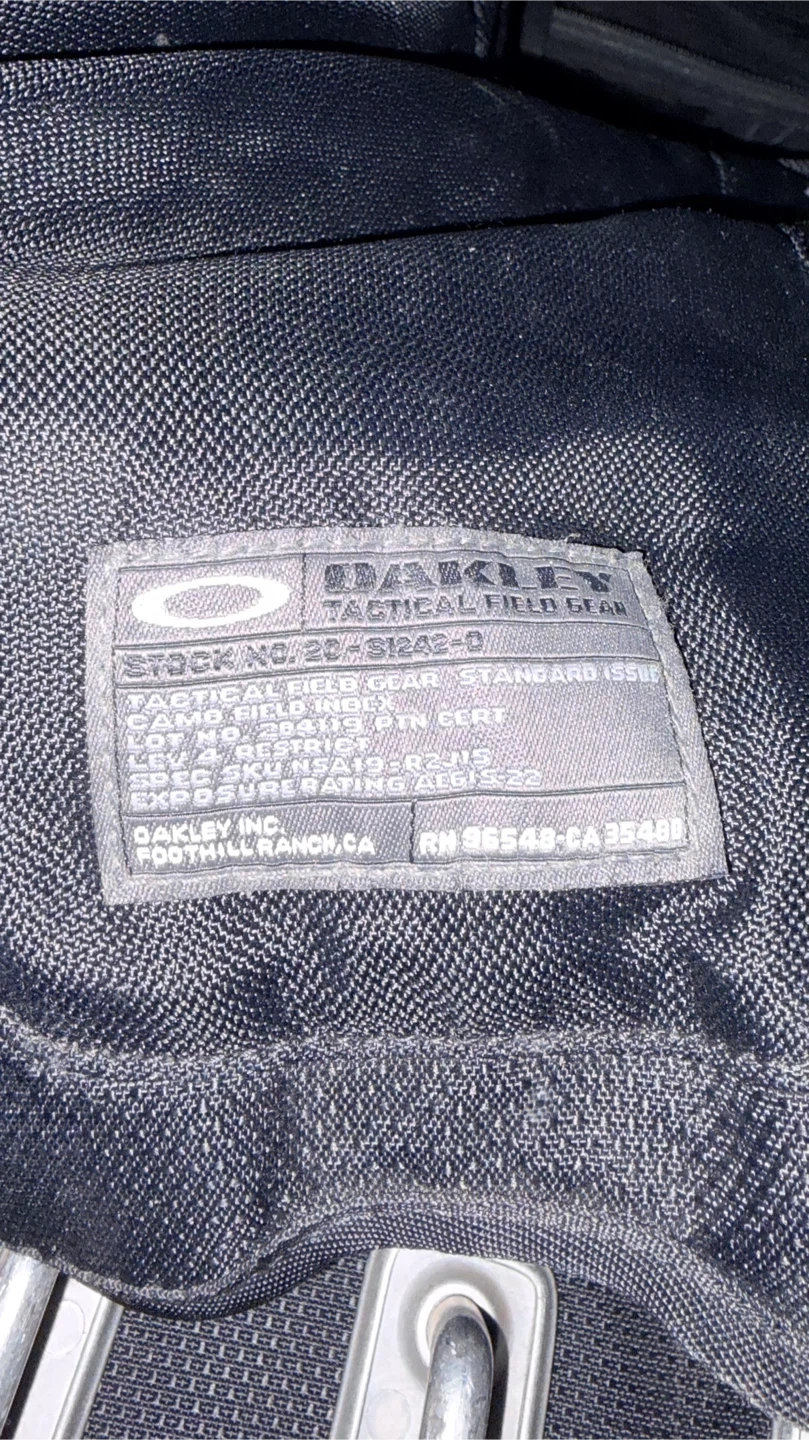 OAKLEY
TACTICAL FIELD GEAR
STOCK NO. 20-S1242-0
TACTICAL FIELD GEAR STANDARD ISSUE
CAMO FIELD INDEX
LOT NO. 204119 PTN CERT
LEV 4 RESTRICT
SPEC SKU NSA19-R2J15
EXPOSURE RATING AEGIS-22
OAKLEY INC.
FOOTHILL RANCH, CA
RN 96548-CA 35480